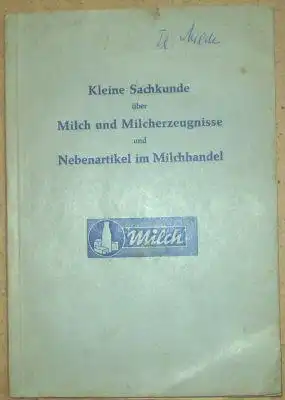 Kleine Sachkunde
über
Milch und Milcherzeugnisse
und
Nebenartikel im Milchhandel
Milch